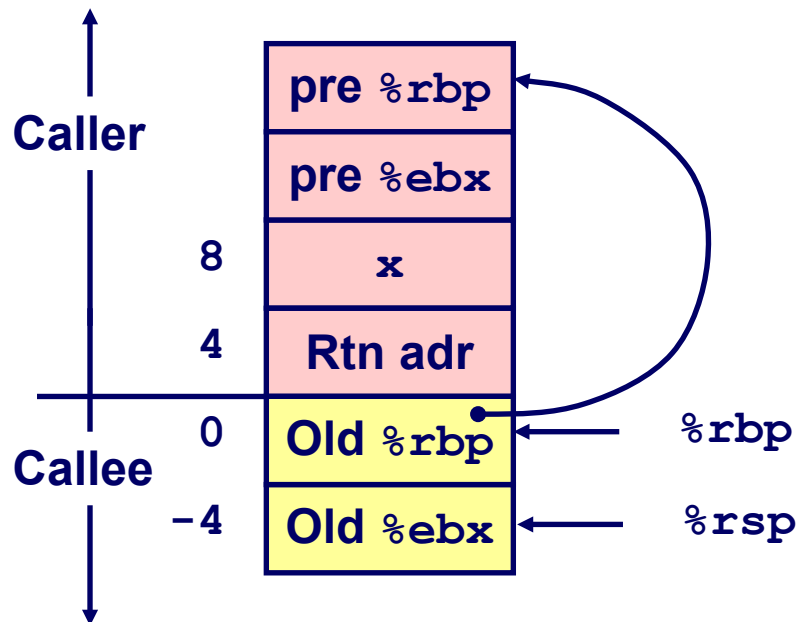 pre %rbp
Caller
pre %ebx
8 x
4 Rtn adr
0 Old %rbp %rbp
Callee
-4 Old %ebx %rsp